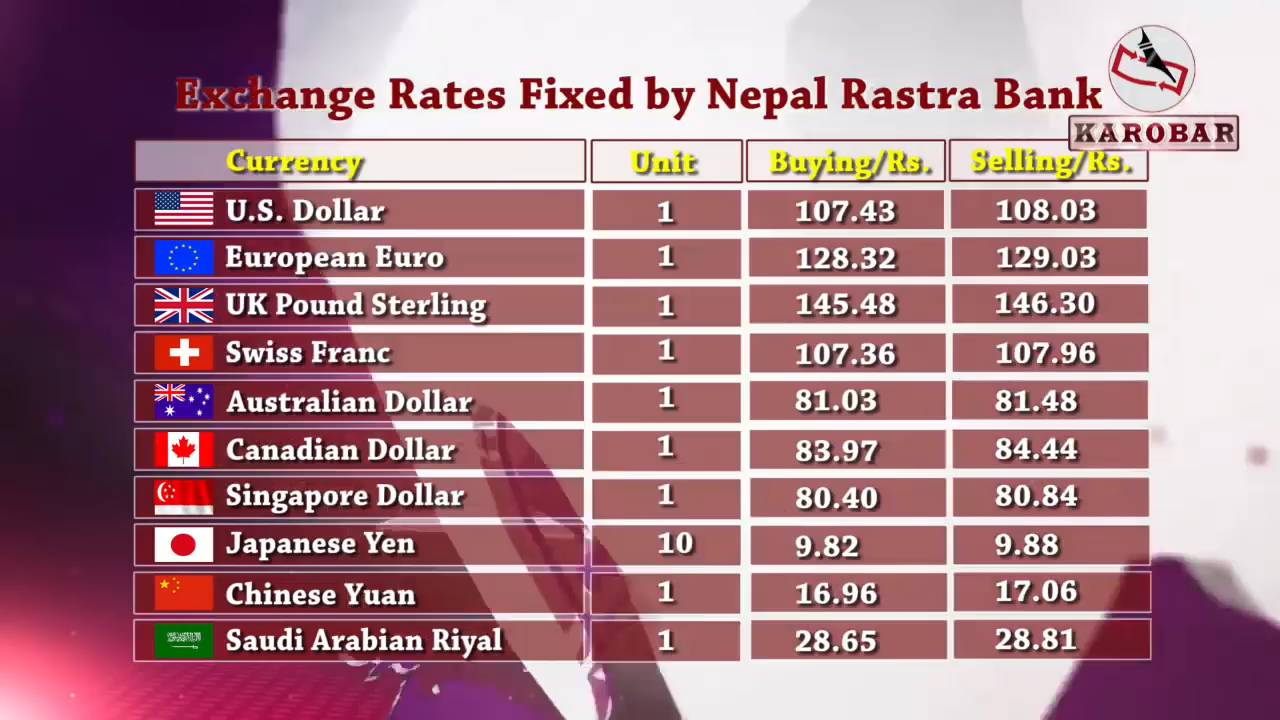 Exchange Rates Fixed by Nepal Rastra Bank
KAROBAR
Currency Unit Buying/Rs. Selling/Rs.
U.S. Dollar 1 107.43 108.03
European Euro 1 128.32 129.03
UK Pound Sterling 1 145.48 146.30
Swiss Franc 1 107.36 107.96
Australian Dollar 1 81.03 81.48
Canadian Dollar 1 83.97 84.44
Singapore Dollar 1 80.40 80.84
Japanese Yen 10 9.82 9.88
Chinese Yuan 1 16.96 17.06
Saudi Arabian Riyal 1 28.65 28.81